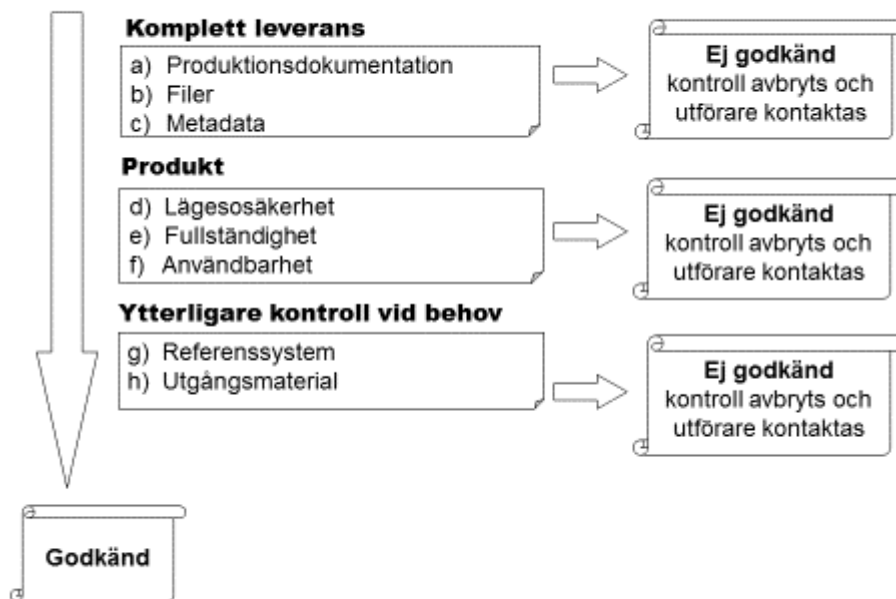 Komplett leverans
a) Produktionsdokumentation
b) Filer
c) Metadata
Ej godkänd
kontroll avbryts och
utförare kontaktas
Produkt
d) Lägesosäkerhet
e) Fullständighet
f) Användbarhet
Ej godkänd
kontroll avbryts och
utförare kontaktas
Ytterligare kontroll vid behov
g) Referenssystem
h) Utgångsmaterial
Ej godkänd
kontroll avbryts och
utförare kontaktas
Godkänd